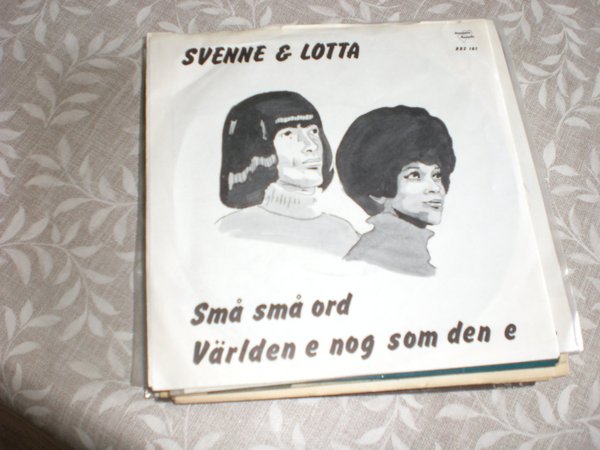 SVENNE & LOTTA
Små små ord
Världen e nog som den e